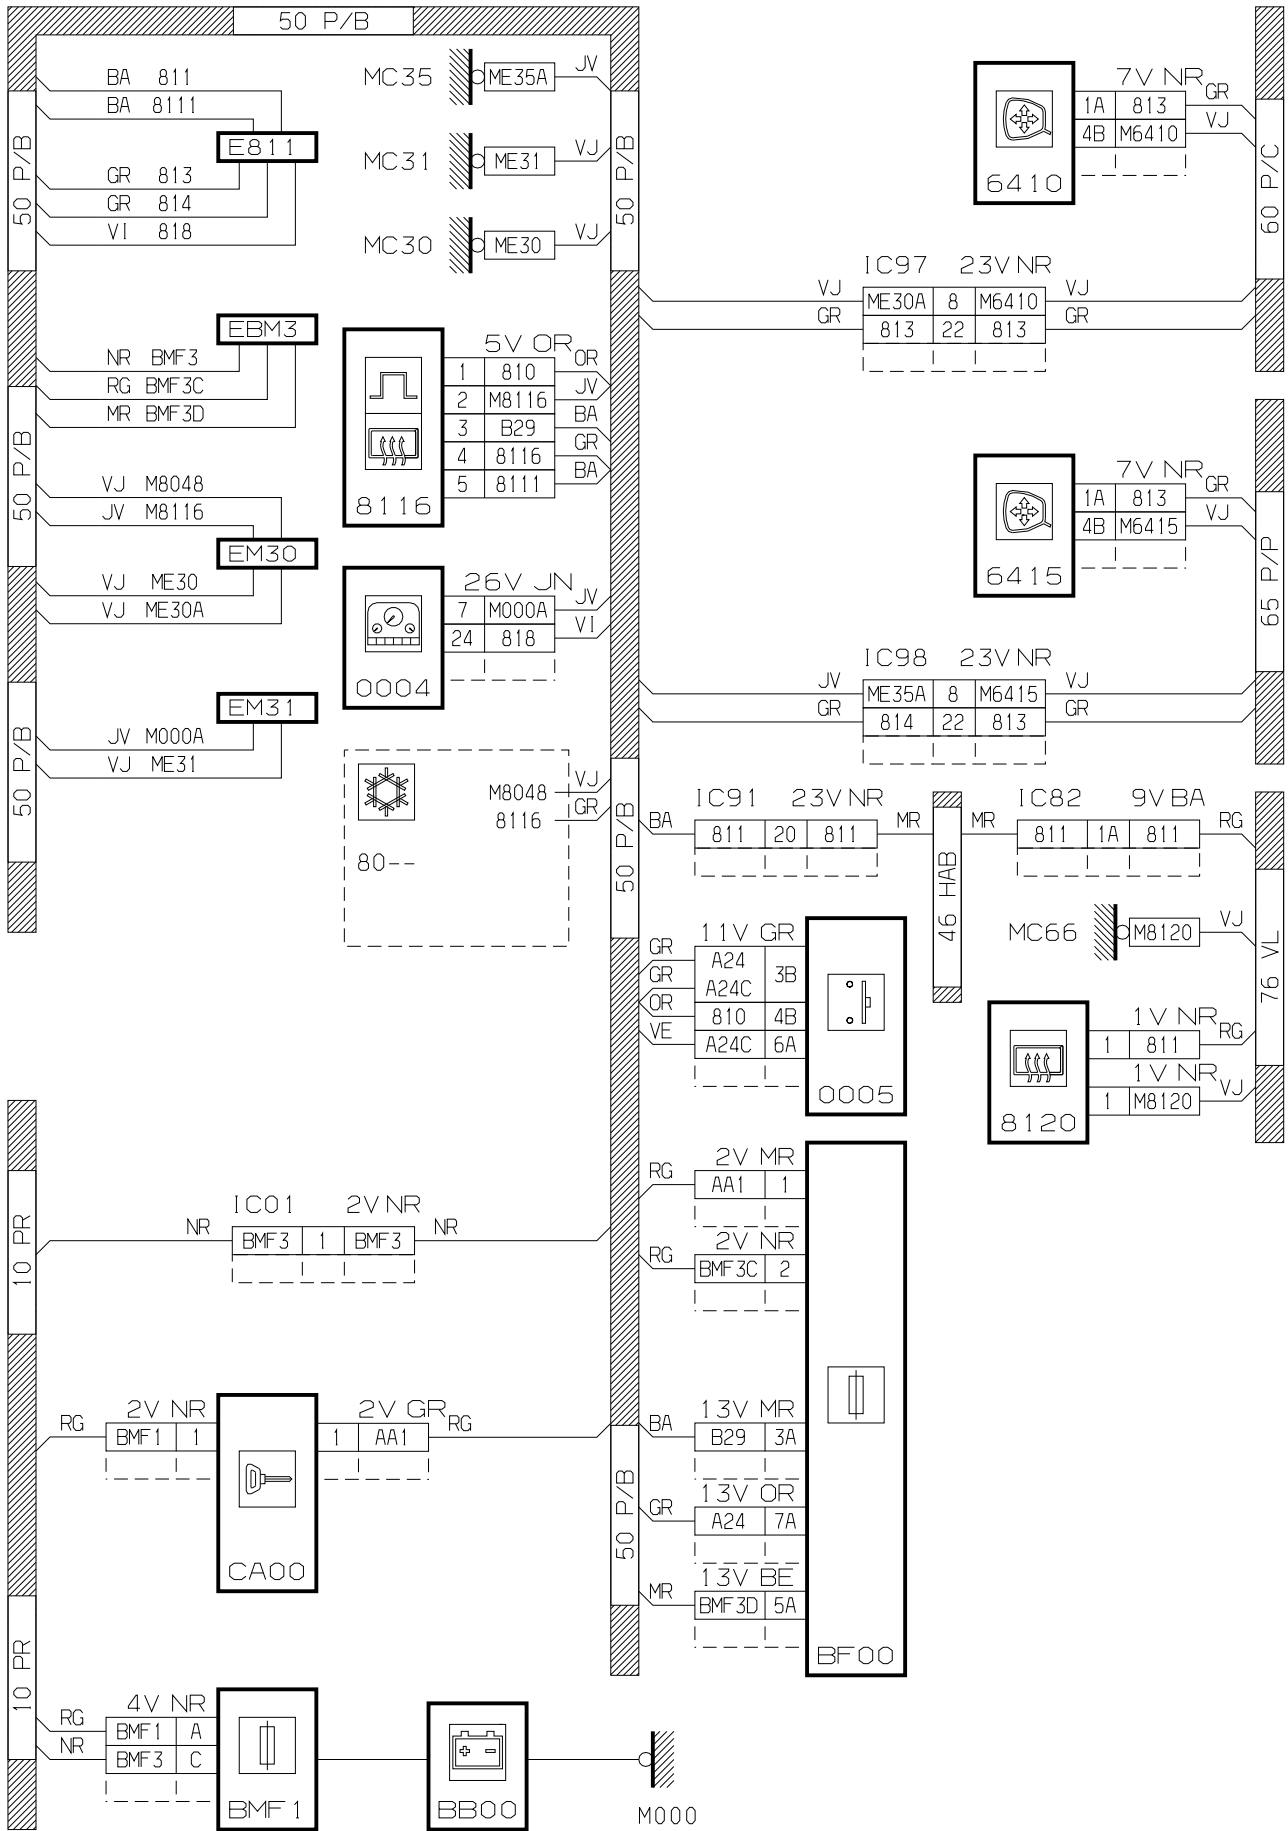 50 P/B
BA 811
BA 8111
E811
GR 813
GR 814
VI 818
50 P/B
EBM3
NR BMF3
RG BMF3C
MR BMF3D
50 P/B
VJ M8048
JV M8116
EM30
VJ ME30
VJ ME30A
EM31
JV M000A
VJ ME31
50 P/B
MC35 ME35A JV
MC31 ME31 VJ
MC30 ME30 VJ
50 P/B
5V OR
1 810 OR
2 M8116 JV
3 B29 BA
4 8116 GR
5 8111 BA
8116
26V JN
7 M000A JV
24 818 VI
0004
M8048 VJ
8116 GR
80--
50 P/B
7V NR
1A 813 GR
4B M6410 VJ
6410
60 P/C
IC97 23V NR
VJ ME30A 8 M6410 VJ
GR 813 22 813 GR
7V NR
1A 813 GR
4B M6415 VJ
6415
65 P/P
IC98 23V NR
JV ME35A 8 M6415 VJ
GR 814 22 813 GR
IC91 23V NR
BA 811 20 811 MR
46 HAB
IC82 9V BA
MR 811 1A 811 RG
MC66 M8120 VJ
76 VL
1V NR
1 811 RG
1V NR
1 M8120 VJ
8120
11V GR
GR A24 3B
GR A24C
OR 810 4B
VE A24C 6A
0005
10 PR
IC01 2V NR
NR BMF3 1 BMF3 NR
2V MR
RG AA1 1
2V NR
RG BMF3C 2
2V NR
RG BMF1 1
2V GR
1 AA1 RG
CA00
50 P/B
13V MR
BA B29 3A
13V OR
GR A24 7A
13V BE
MR BMF3D 5A
BF00
10 PR
4V NR
RG BMF1 A
NR BMF3 C
BMF1
BB00
+ -
M000